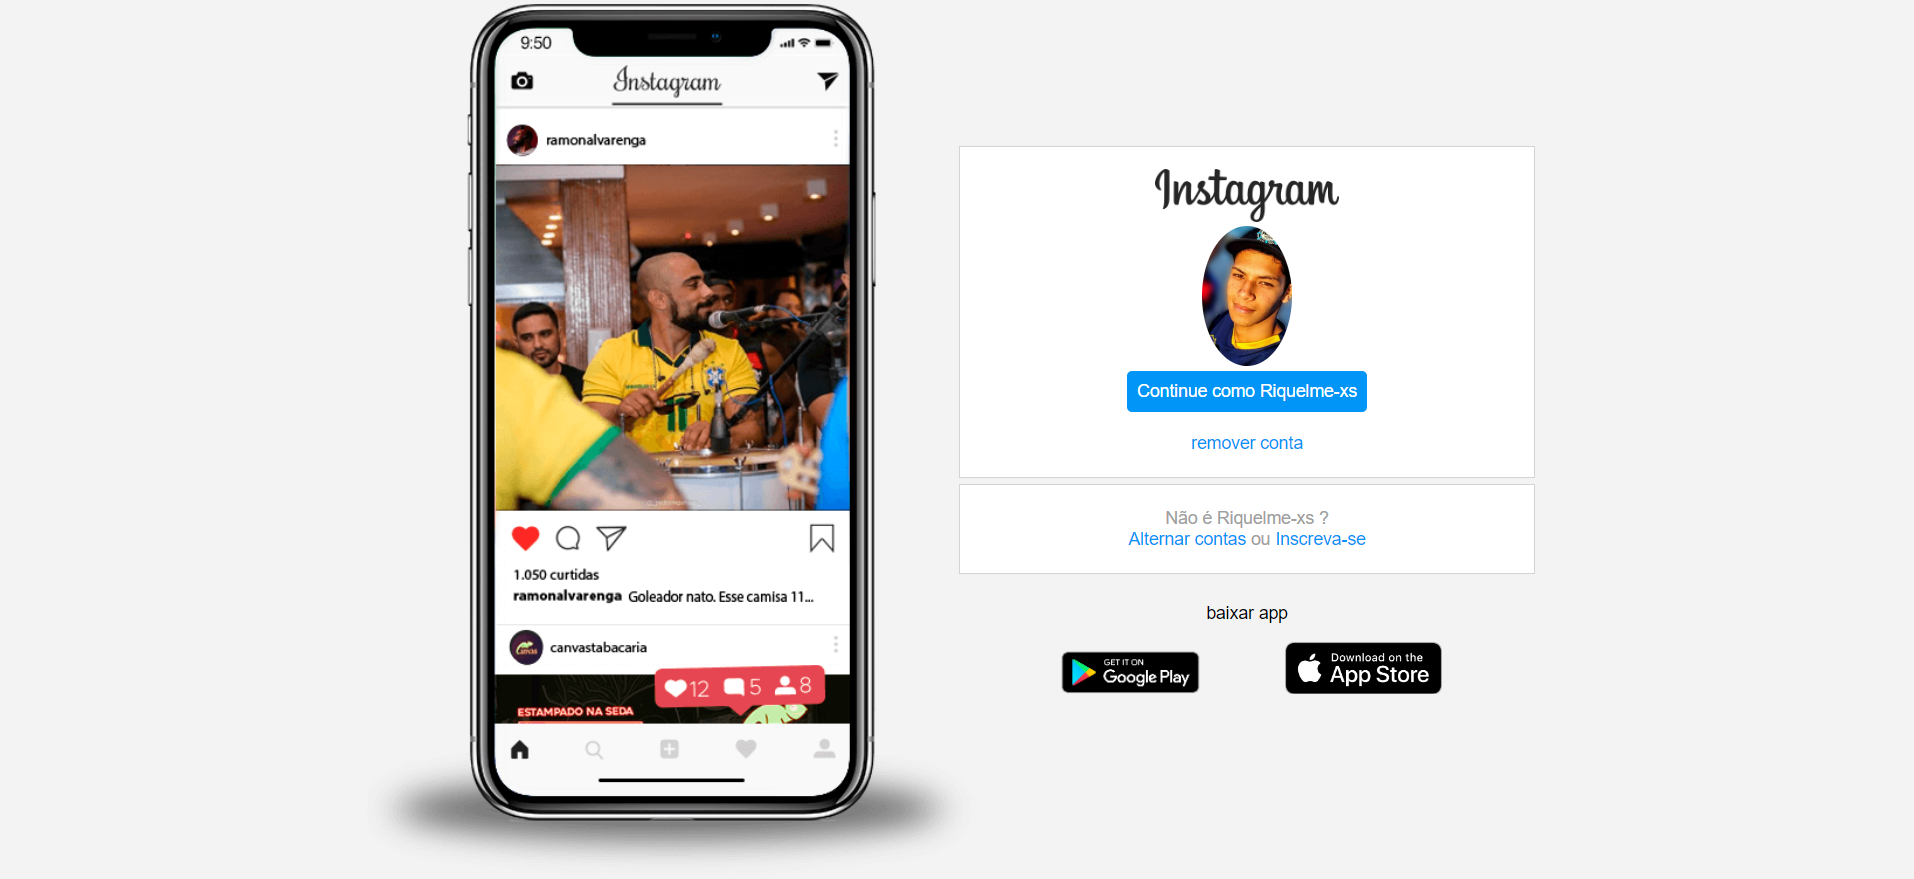 9:50
Instagram
ramonalvarenga
1.050 curtidas
ramonalvarenga Goleador nato. Esse camisa 11...
canvastabacaria
12 5 8
ESTAMPADO NA SEDA
Instagram
Continue como Riquelme-xs
remover conta
Não é Riquelme-xs ?
Alternar contas ou Inscreva-se
baixar app
GET IT ON
Google Play
Download on the
App Store